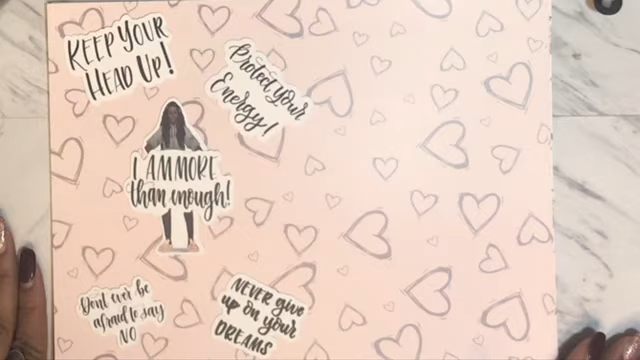 KEEP YOUR
HEAD UP!
Protect your
Energy!
I AM MORE
than enough!
Dont ever be
afraid to say
NO
NEVER give
up on your
DREAMS